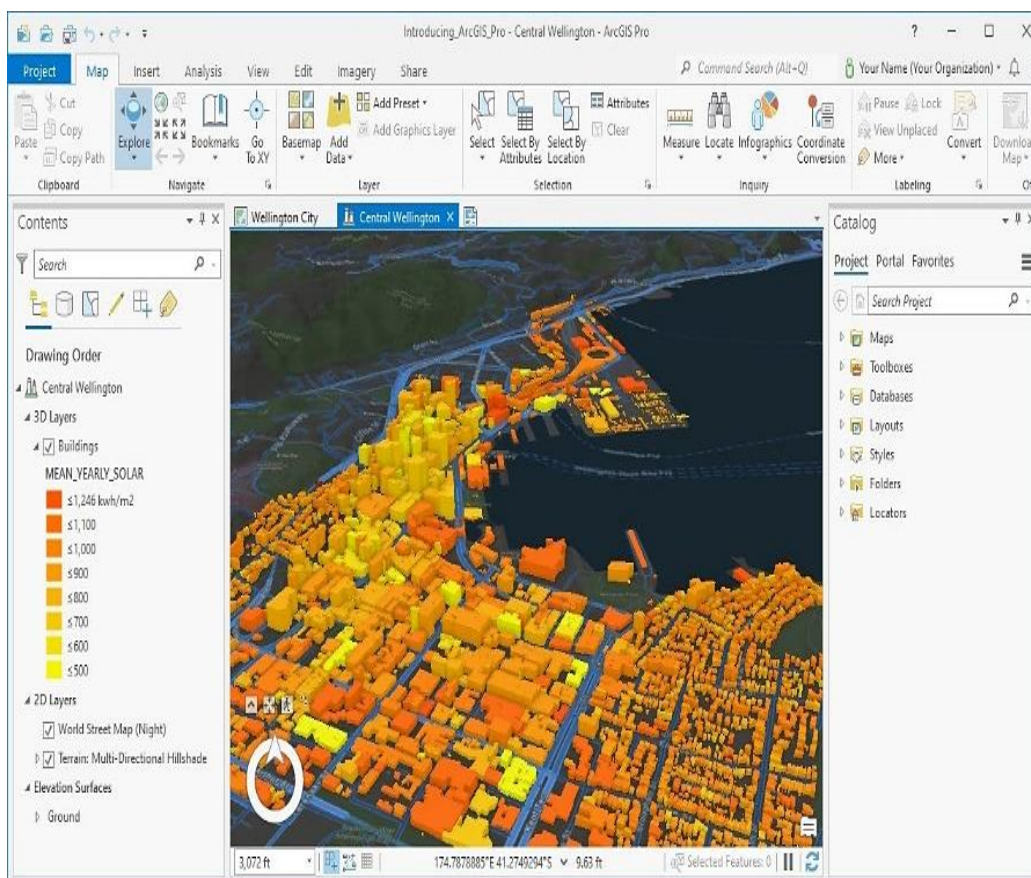 Introducing_ArcGIS_Pro - Central Wellington - ArcGIS Pro
?
Project Map Insert Analysis View Edit Imagery Share
Command Search (Alt+Q)
Your Name (Your Organization)
Paste
Cut
Copy
Copy Path
Clipboard
Explore
Bookmarks
Go To XY
Navigate
Basemap
Add Data
Add Preset
Add Graphics Layer
Layer
Select
Select By Attributes
Select By Location
Attributes
Clear
Selection
Measure
Locate
Infographics
Coordinate Conversion
Inquiry
Pause
Lock
View Unplaced
More
Convert
Labeling
Map
Contents
Search
Drawing Order
Central Wellington
3D Layers
Buildings
MEAN_YEARLY_SOLAR
≤1,246 kwh/m2
≤1,100
≤1,000
≤900
≤800
≤700
≤600
≤500
2D Layers
World Street Map (Night)
Terrain: Multi-Directional Hillshade
Elevation Surfaces
Ground
Wellington City
Central Wellington
3,072 ft
174.7878885°E 41.2749294°S
9.63 ft
Selected Features: 0
Catalog
Project Portal Favorites
Search Project
Maps
Toolboxes
Databases
Layouts
Styles
Folders
Locators